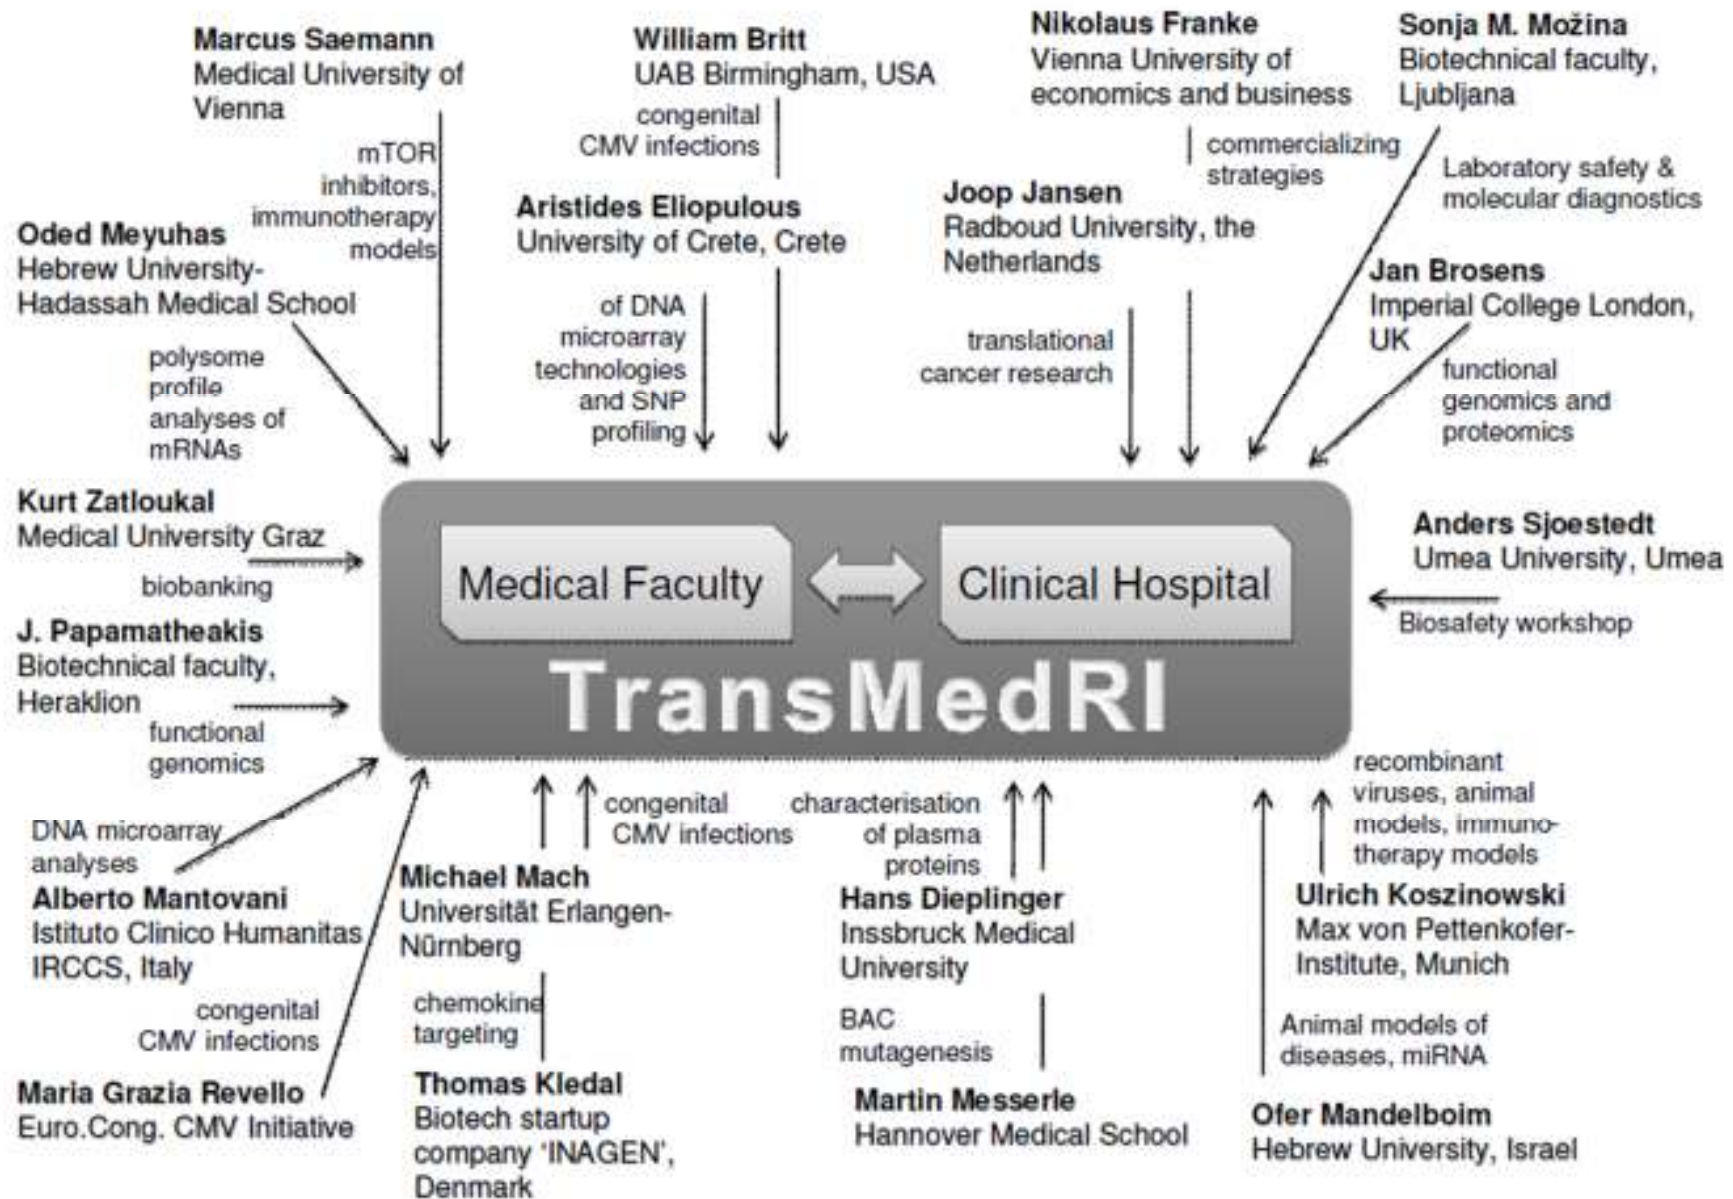 Marcus Saemann
Medical University of
Vienna
mTOR
inhibitors,
immunotherapy
models
William Britt
UAB Birmingham, USA
congenital
CMV infections
Nikolaus Franke
Vienna University of
economics and business
commercializing
strategies
Sonja M. Možina
Biotechnical faculty,
Ljubljana
Laboratory safety &
molecular diagnostics
Oded Meyuhas
Hebrew University-
Hadassah Medical School
polysome
profile
analyses of
mRNAs
Aristides Eliopulous
University of Crete, Crete
of DNA
microarray
technologies
and SNP
profiling
Joop Jansen
Radboud University, the
Netherlands
translational
cancer research
Jan Brosens
Imperial College London,
UK
functional
genomics and
proteomics
Kurt Zatloukal
Medical University Graz
biobanking
Medical Faculty
Clinical Hospital
TransMedRI
Anders Sjoestedt
Umea University, Umea
Biosafety workshop
J. Papamatheakis
Biotechnical faculty,
Heraklion
functional
genomics
DNA microarray
analyses
Alberto Mantovani
Istituto Clinico Humanitas
IRCCS, Italy
congenital
CMV infections
Maria Grazia Revello
Euro.Cong. CMV Initiative
congenital
CMV infections
Michael Mach
Universität Erlangen-
Nürnberg
chemokine
targeting
Thomas Kledal
Biotech startup
company ‘INAGEN’,
Denmark
characterisation
of plasma
proteins
Hans Dieplinger
Inssbruck Medical
University
BAC
mutagenesis
Martin Messerle
Hannover Medical School
recombinant
viruses, animal
models, immuno-
therapy models
Ulrich Koszinowski
Max von Pettenkofer-
Institute, Munich
Animal models of
diseases, miRNA
Ofer Mandelboim
Hebrew University, Israel